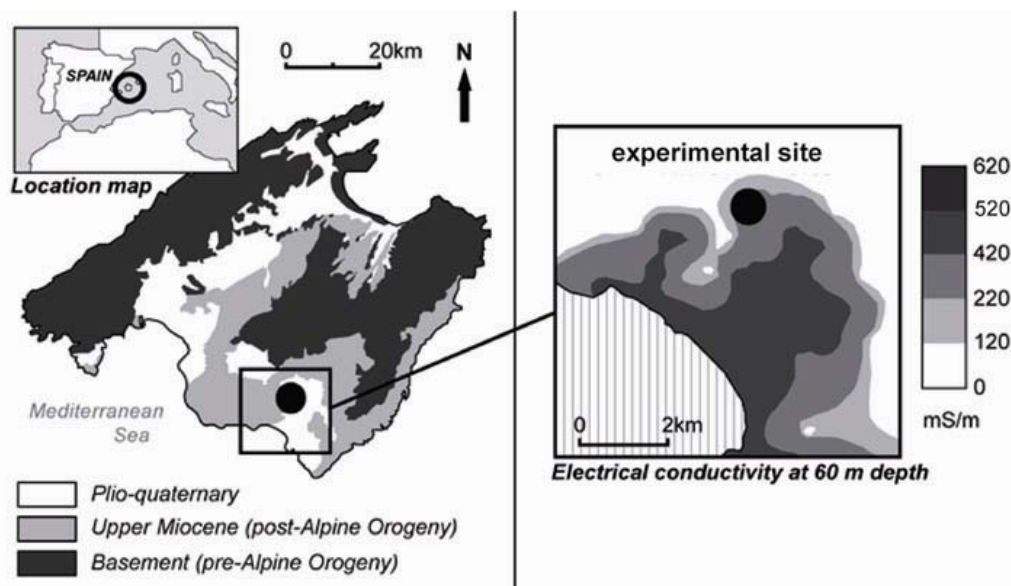 SPAIN
Location map
0 20km
N
Mediterranean
Sea
Plio-quaternary
Upper Miocene (post-Alpine Orogeny)
Basement (pre-Alpine Orogeny)
experimental site
0 2km
Electrical conductivity at 60 m depth
620
520
420
220
120
0
mS/m